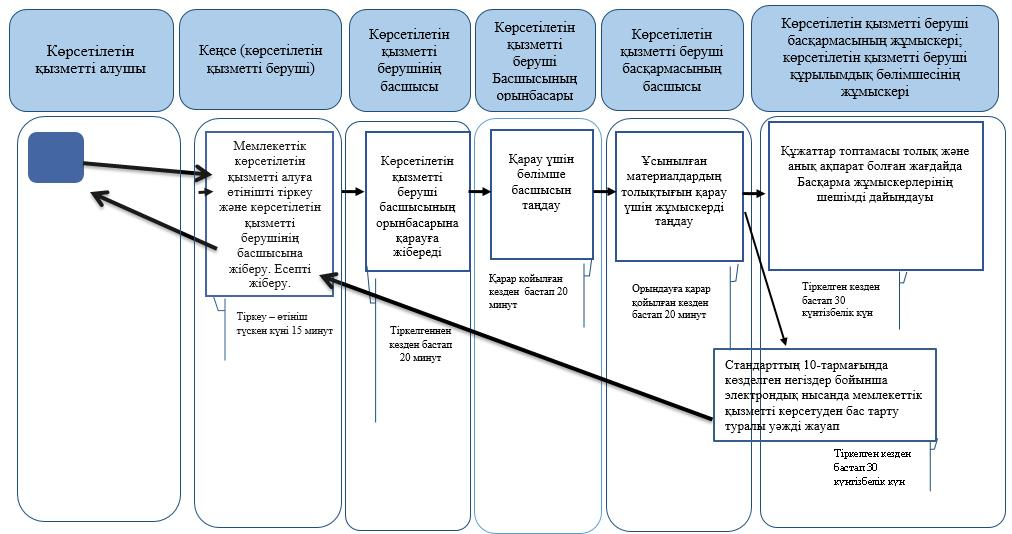 Көрсетілетін
қызметті алушы
Кеңсе (көрсетілетін
қызметті беруші)
Көрсетілетін
қызметті
берушінің
басшысы
Көрсетілетін
қызметті
беруші
Басшысының
орынбасары
Көрсетілетін
қызметті беруші
басқармасының
басшысы
Көрсетілетін қызметті беруші
басқармасының жұмыскері;
көрсетілетін қызметті беруші
құрылымдық бөлімшесінің
жұмыскері
Мемлекеттік
көрсетілетін
қызметті алуға
өтінішті тіркеу
және көрсетілетін
қызметті
берушінің
басшысына
жіберу. Есепті
жіберу.
Тіркеу – өтініш
түскен күні 15 минут
Көрсетілетін
қызметті
беруші
басшысының
орынбасарына
қарауға
жібереді
Тіркелгеннен
кезден бастап
20 минут
Қарау үшін
бөлімше
басшысын
таңдау
Қарар қойылған
кезден бастап 20
минут
Ұсынылған
материалдардың
толықтығын қарау
үшін жұмыскерді
таңдау
Орындауға қарар
қойылған кезден
бастап 20 минут
Құжаттар топтамасы толық және
анық ақпарат болған жағдайда
Басқарма жұмыскерлерінің
шешімді дайындауы
Тіркелген кезден
бастап 30
күнтізбелік күн
Стандарттың 10-тармағында
көзделген негіздер бойынша
электрондық нысанда мемлекеттік
қызметті көрсетуден бас тарту
туралы уәжді жауап
Тіркелген кезден
бастап 30
күнтізбелік күн